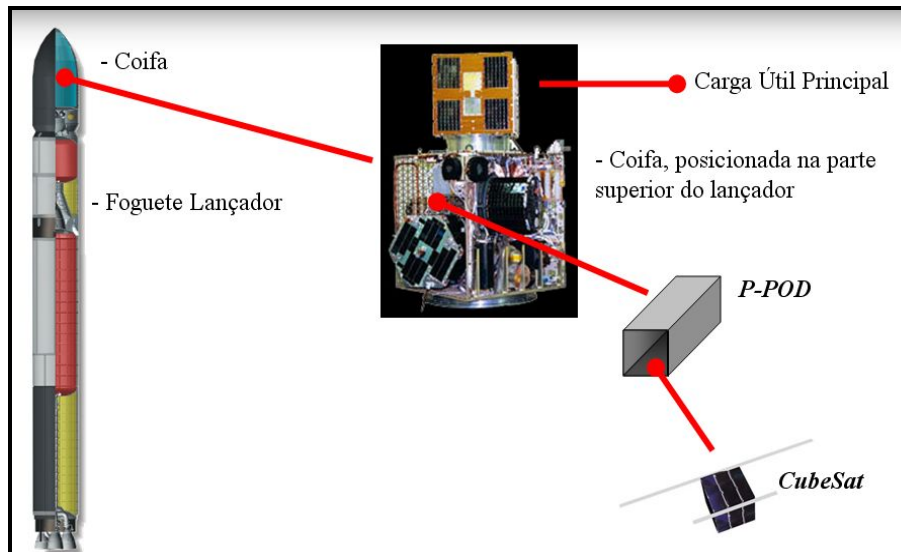 - Coifa
Carga Útil Principal
- Coifa, posicionada na parte
superior do lançador
- Foguete Lançador
P-POD
CubeSat